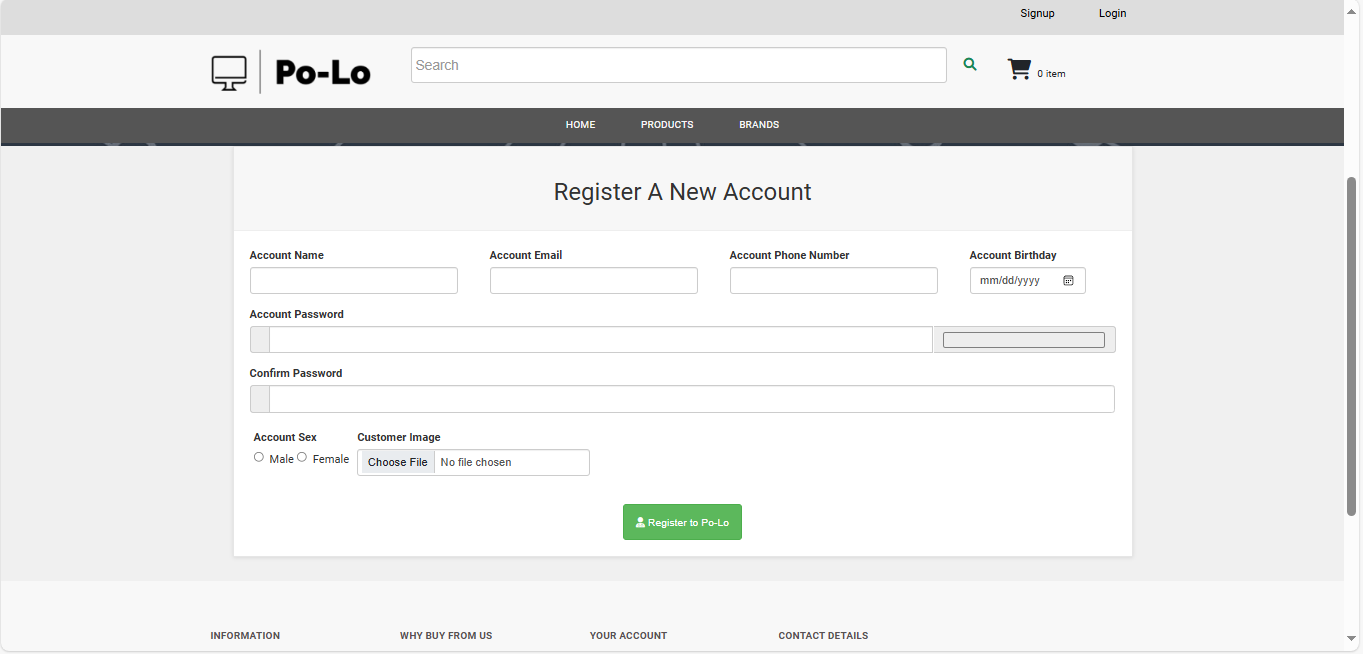 Signup Login
Po-Lo
Search
0 item
HOME PRODUCTS BRANDS
Register A New Account
Account Name Account Email Account Phone Number Account Birthday
mm/dd/yyyy
Account Password
Confirm Password
Account Sex Customer Image
Male Female Choose File No file chosen
Register to Po-Lo
INFORMATION WHY BUY FROM US YOUR ACCOUNT CONTACT DETAILS